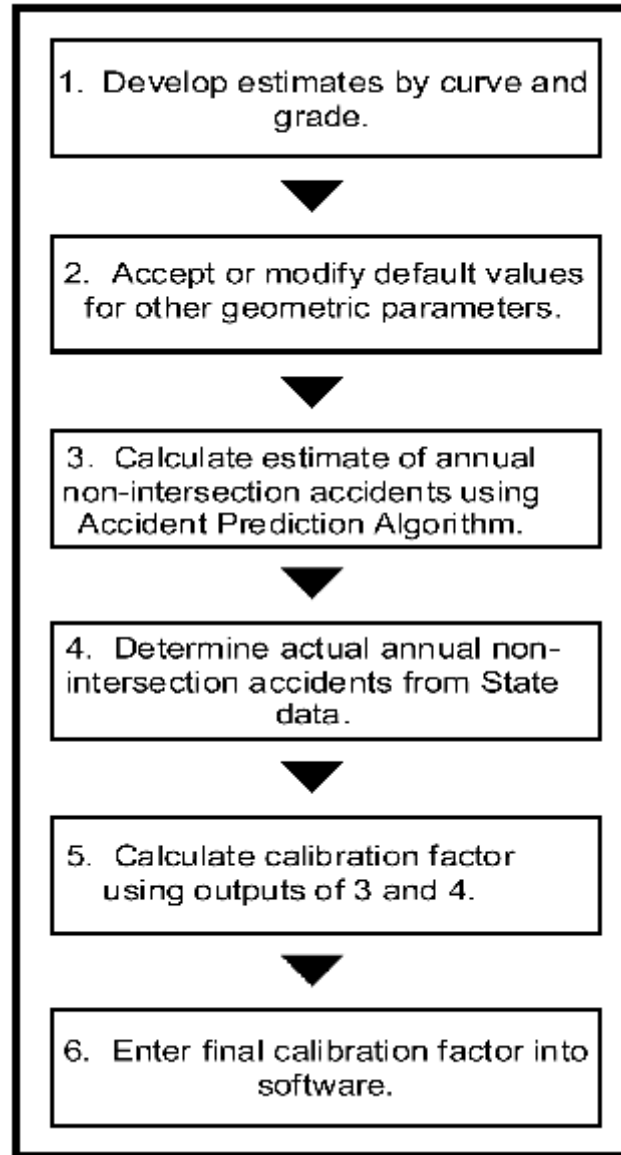 1. Develop estimates by curve and
grade.
2. Accept or modify default values
for other geometric parameters.
3. Calculate estimate of annual
non-intersection accidents using
Accident Prediction Algorithm.
4. Determine actual annual non-
intersection accidents from State
data.
5. Calculate calibration factor
using outputs of 3 and 4.
6. Enter final calibration factor into
software.